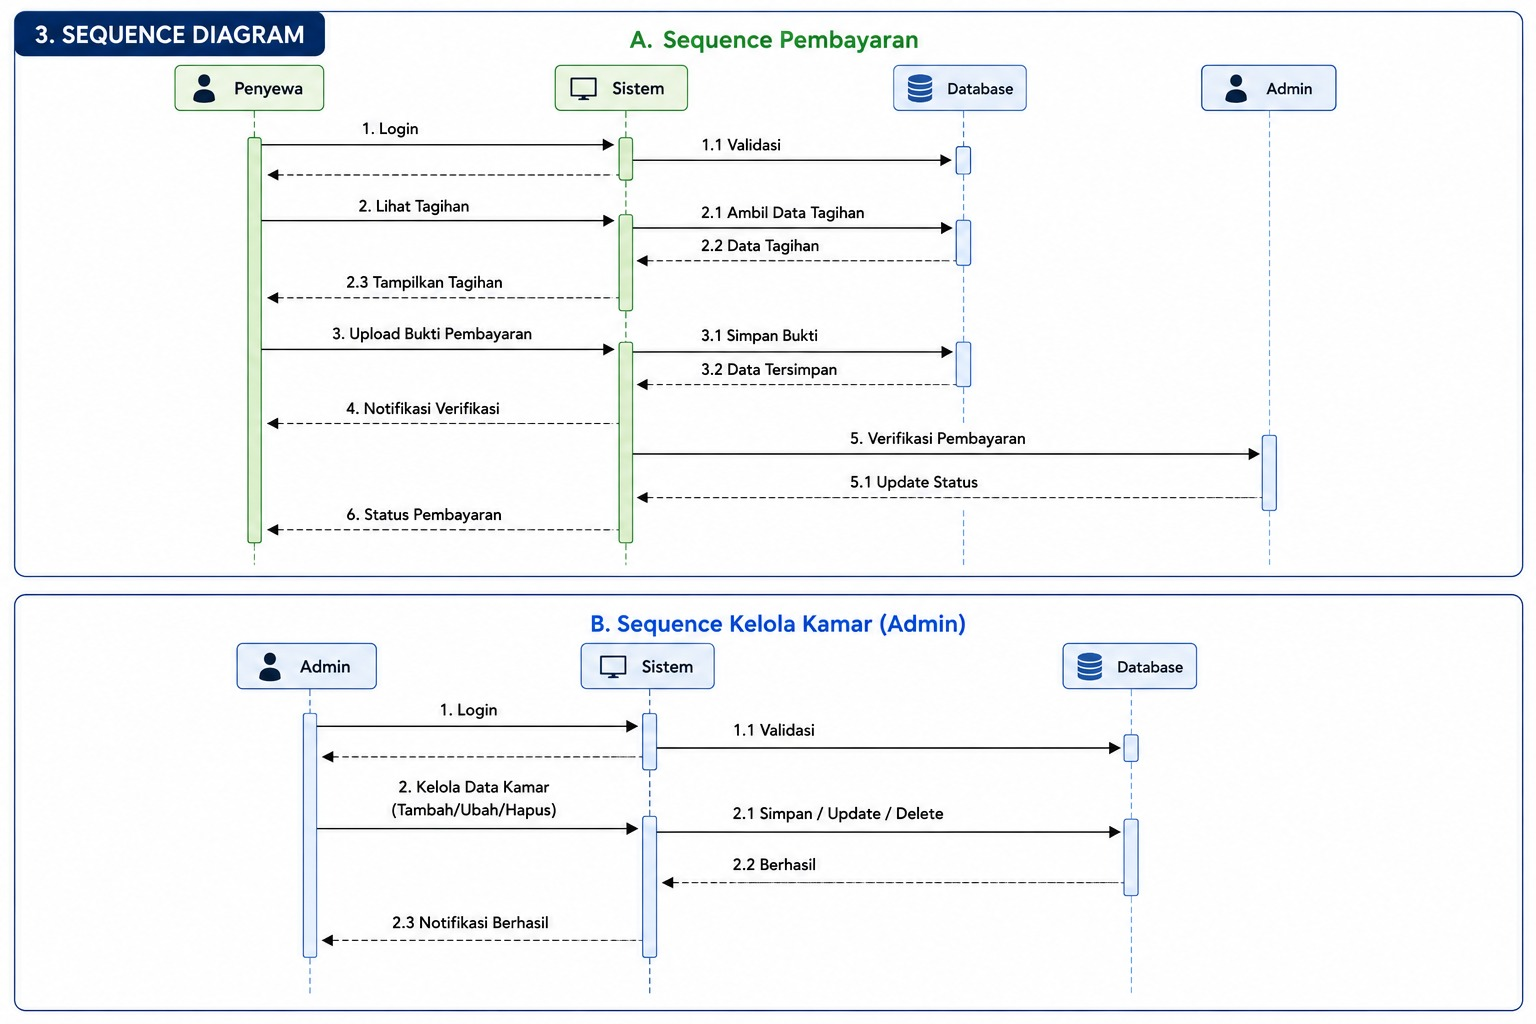 3. SEQUENCE DIAGRAM
A. Sequence Pembayaran
Penyewa
Sistem
Database
Admin
1. Login
1.1 Validasi
2. Lihat Tagihan
2.1 Ambil Data Tagihan
2.2 Data Tagihan
2.3 Tampilkan Tagihan
3. Upload Bukti Pembayaran
3.1 Simpan Bukti
3.2 Data Tersimpan
4. Notifikasi Verifikasi
5. Verifikasi Pembayaran
5.1 Update Status
6. Status Pembayaran
B. Sequence Kelola Kamar (Admin)
Admin
Sistem
Database
1. Login
1.1 Validasi
2. Kelola Data Kamar
(Tambah/Ubah/Hapus)
2.1 Simpan / Update / Delete
2.2 Berhasil
2.3 Notifikasi Berhasil